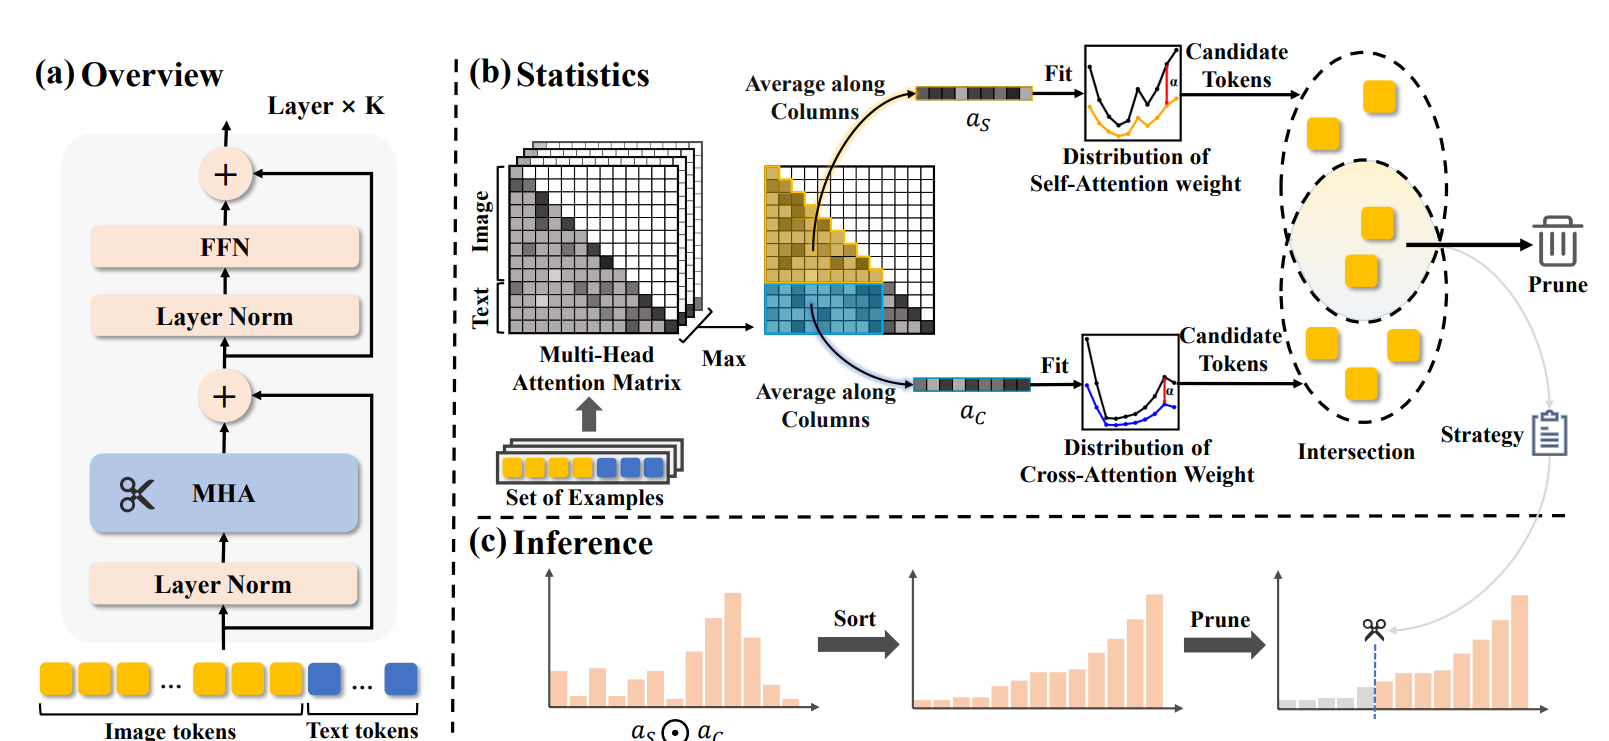 (a) Overview
Layer × K
+
FFN
Layer Norm
+
MHA
Layer Norm
... ...
Image tokens Text tokens
(b) Statistics
Image
Text
Multi-Head
Attention Matrix
Max
Set of Examples
Average along
Columns
a_S
Fit
α
Distribution of
Self-Attention weight
Candidate
Tokens
Average along
Columns
a_C
Fit
α
Distribution of
Cross-Attention Weight
Candidate
Tokens
Intersection
Prune
Strategy
(c) Inference
a_S ⊙ a_C
Sort
Prune